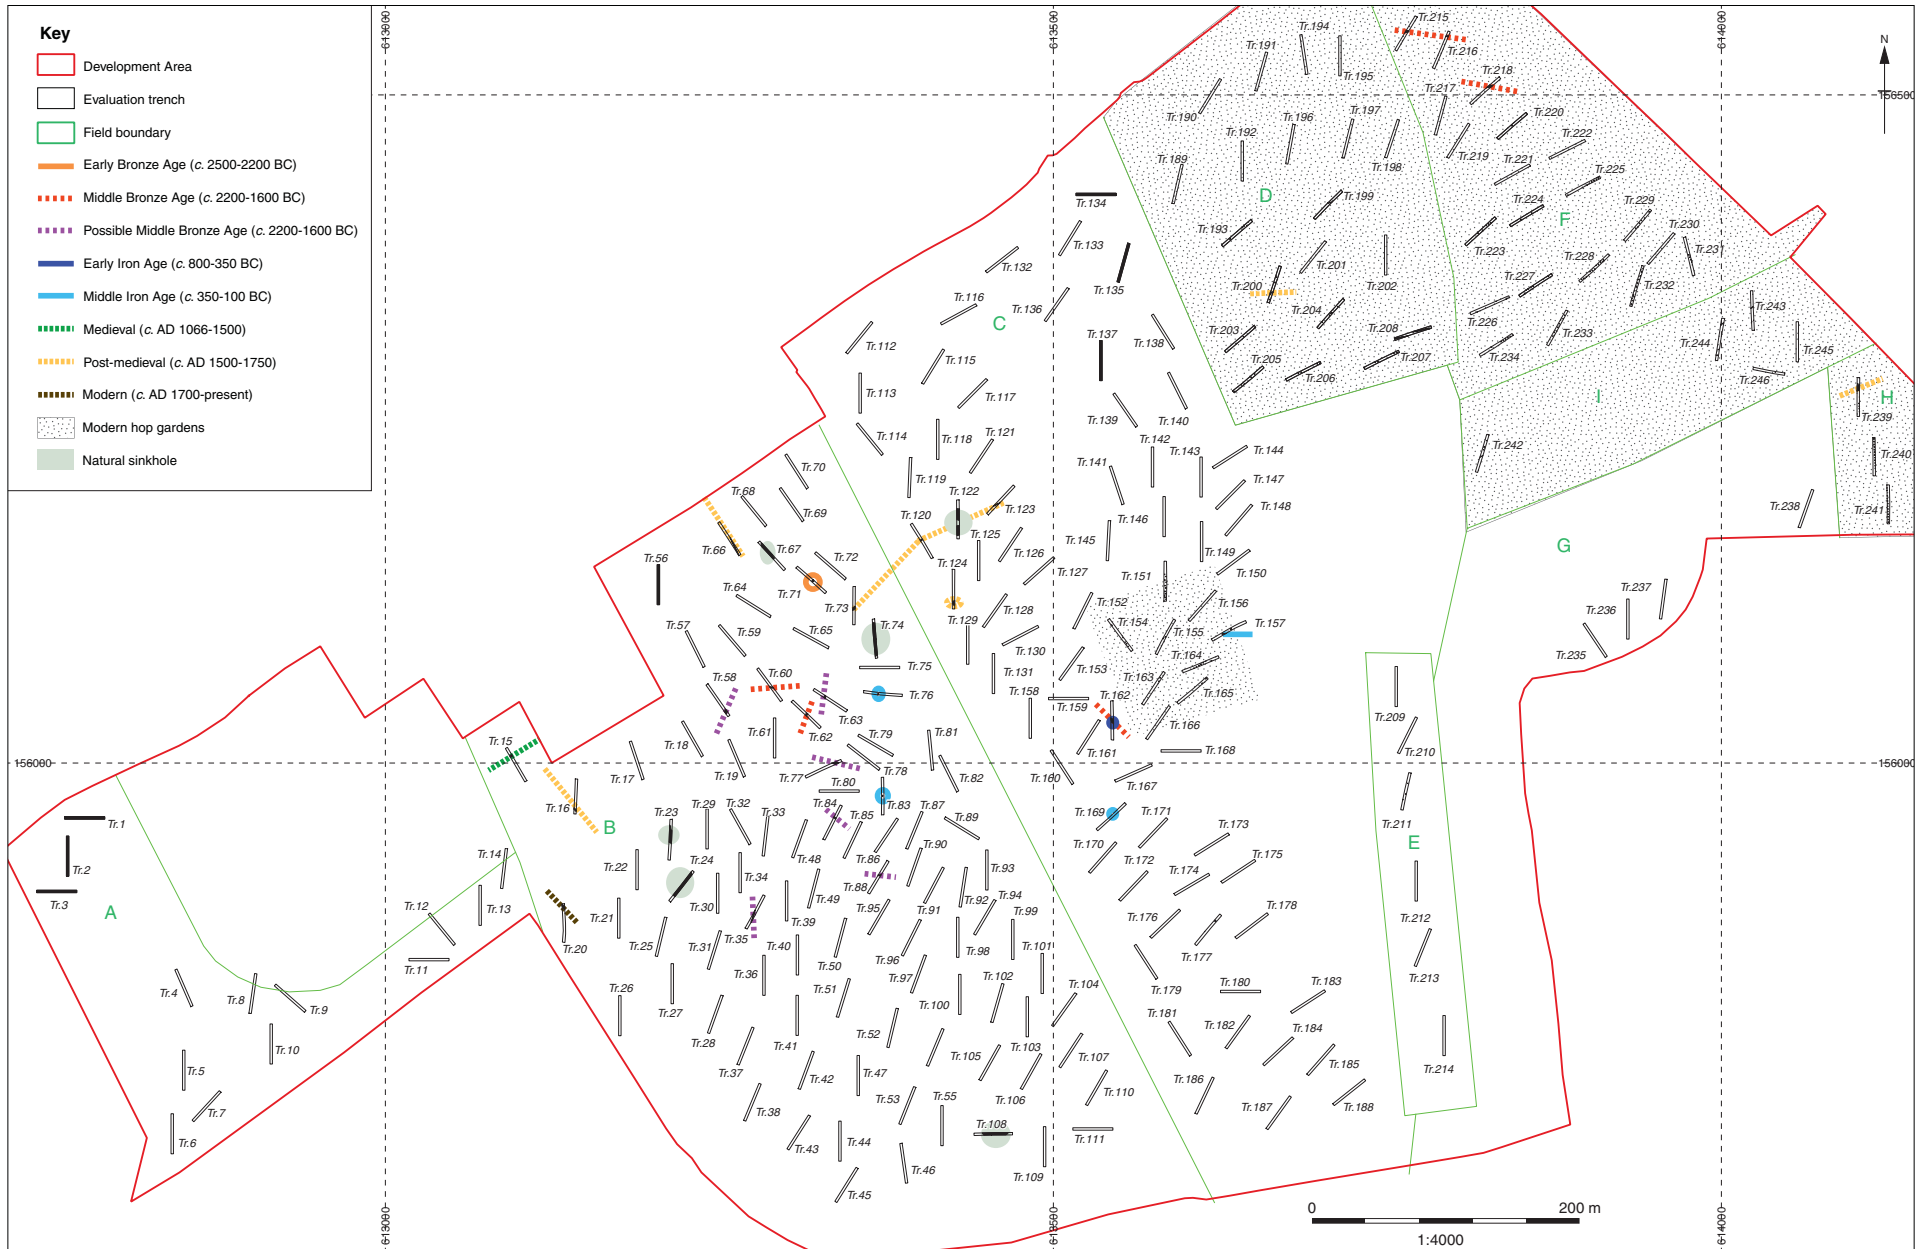 Key
Development Area
Evaluation trench
Field boundary
Early Bronze Age (c. 2500-2200 BC)
Middle Bronze Age (c. 2200-1600 BC)
Possible Middle Bronze Age (c. 2200-1600 BC)
Early Iron Age (c. 800-350 BC)
Middle Iron Age (c. 350-100 BC)
Medieval (c. AD 1066-1500)
Post-medieval (c. AD 1500-1750)
Modern (c. AD 1700-present)
Modern hop gardens
Natural sinkhole
613000
613500
614000
N
156500
Tr.215
Tr.194
Tr.191
Tr.216
Tr.195
Tr.218
Tr.217
Tr.190
Tr.197
Tr.196
Tr.220
Tr.192
Tr.222
Tr.189
Tr.198
Tr.219
Tr.221
Tr.225
D
Tr.134
Tr.199
Tr.224
F
Tr.229
Tr.193
Tr.133
Tr.223
Tr.230
Tr.231
Tr.132
Tr.201
Tr.228
Tr.135
Tr.200
Tr.202
Tr.227
Tr.232
Tr.136
Tr.116
C
Tr.204
Tr.226
Tr.243
Tr.137
Tr.138
Tr.203
Tr.208
Tr.233
Tr.112
Tr.244
Tr.245
Tr.115
Tr.205
Tr.207
Tr.234
Tr.206
Tr.246
Tr.113
Tr.117
I
H
Tr.139
Tr.140
Tr.239
Tr.114
Tr.118
Tr.121
Tr.142
Tr.143
Tr.144
Tr.242
Tr.240
Tr.70
Tr.141
Tr.119
Tr.147
Tr.68
Tr.122
Tr.123
Tr.148
Tr.238
Tr.241
Tr.69
Tr.120
Tr.146
Tr.125
Tr.145
Tr.66
Tr.67
Tr.72
Tr.126
Tr.149
G
Tr.56
Tr.124
Tr.127
Tr.151
Tr.150
Tr.64
Tr.71
Tr.73
Tr.237
Tr.128
Tr.152
Tr.156
Tr.236
Tr.57
Tr.59
Tr.65
Tr.74
Tr.129
Tr.154
Tr.155
Tr.157
Tr.130
Tr.235
Tr.75
Tr.131
Tr.153
Tr.164
Tr.58
Tr.60
Tr.163
Tr.76
Tr.158
Tr.162
Tr.165
Tr.159
Tr.63
Tr.209
Tr.166
Tr.15
Tr.18
Tr.61
Tr.62
Tr.79
Tr.81
Tr.161
Tr.168
Tr.210
156000
156000
Tr.17
Tr.19
Tr.77
Tr.78
Tr.82
Tr.160
Tr.80
Tr.167
Tr.16
Tr.23
Tr.29
Tr.32
Tr.33
Tr.84
Tr.83
Tr.87
Tr.169
Tr.171
B
Tr.85
Tr.89
Tr.173
Tr.211
Tr.1
E
Tr.14
Tr.22
Tr.24
Tr.48
Tr.86
Tr.90
Tr.170
Tr.172
Tr.175
Tr.2
Tr.34
Tr.93
Tr.174
Tr.88
Tr.3
Tr.12
Tr.13
Tr.21
Tr.30
Tr.49
Tr.94
A
Tr.92
Tr.39
Tr.95
Tr.91
Tr.99
Tr.176
Tr.178
Tr.212
Tr.20
Tr.25
Tr.31
Tr.35
Tr.40
Tr.101
Tr.98
Tr.177
Tr.11
Tr.50
Tr.96
Tr.36
Tr.97
Tr.102
Tr.213
Tr.4
Tr.8
Tr.26
Tr.51
Tr.104
Tr.179
Tr.180
Tr.183
Tr.9
Tr.27
Tr.100
Tr.181
Tr.52
Tr.182
Tr.184
Tr.10
Tr.28
Tr.41
Tr.103
Tr.105
Tr.107
Tr.185
Tr.5
Tr.37
Tr.42
Tr.47
Tr.214
Tr.186
Tr.7
Tr.38
Tr.53
Tr.55
Tr.106
Tr.110
Tr.187
Tr.188
Tr.6
Tr.108
Tr.43
Tr.44
Tr.111
Tr.46
Tr.109
Tr.45
613000
613500
614000
0
200 m
1:4000